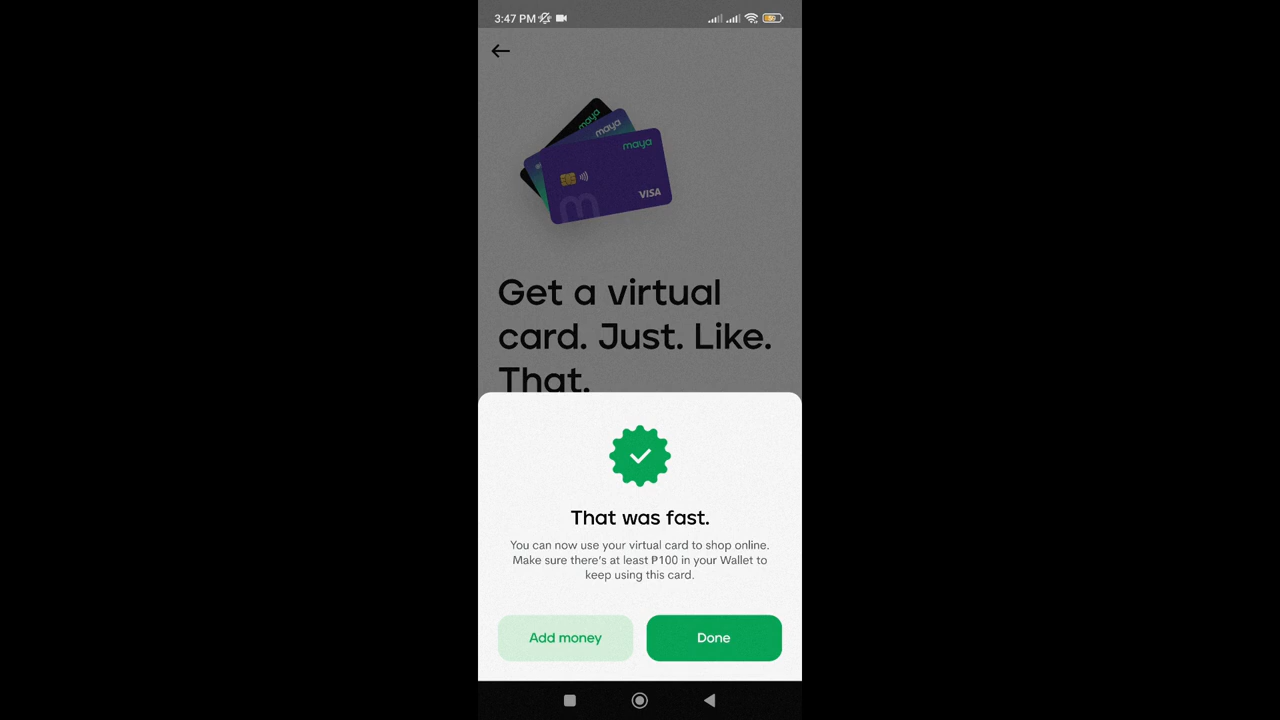 3:47 PM
maya
maya
maya
VISA
Get a virtual
card. Just. Like.
That.
That was fast.
You can now use your virtual card to shop online.
Make sure there's at least ₱100 in your Wallet to
keep using this card.
Add money
Done